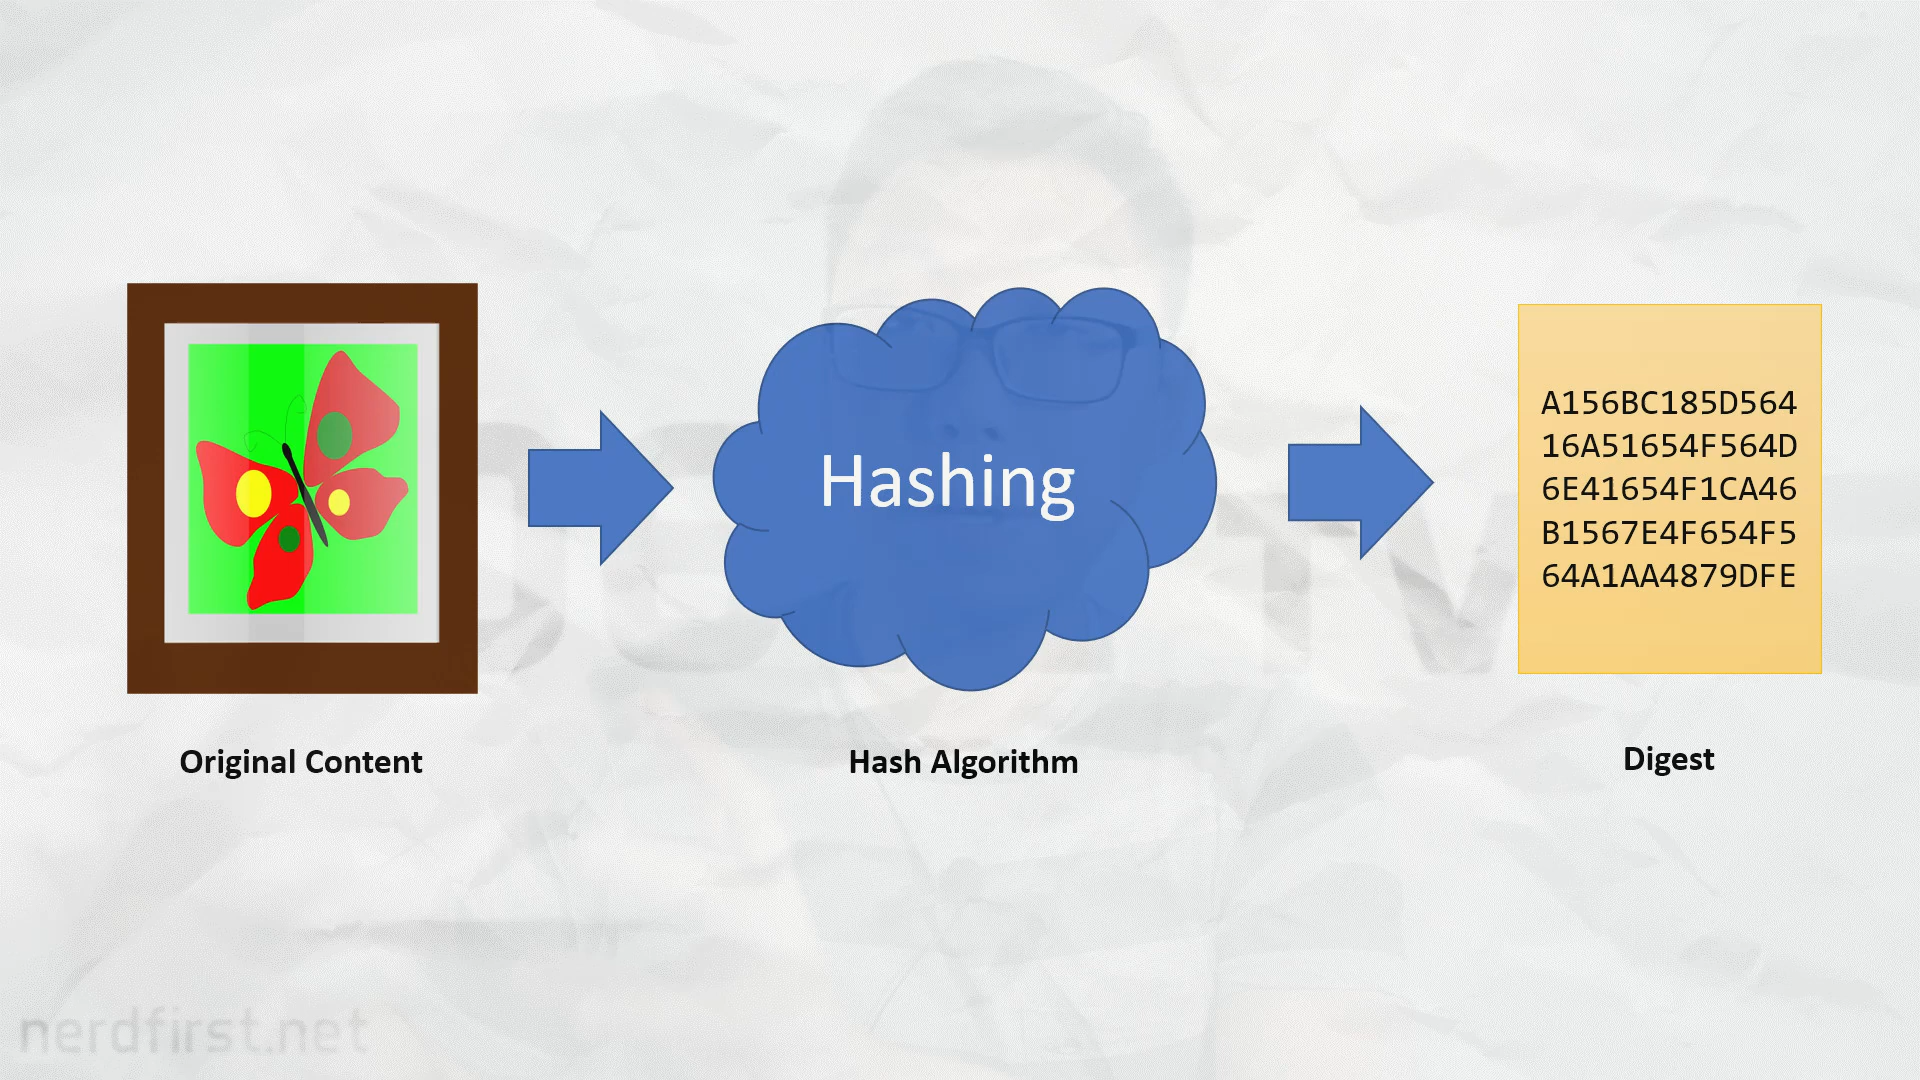 Hashing
A156BC185D564
16A51654F564D
6E41654F1CA46
B1567E4F654F5
64A1AA4879DFE
Original Content
Hash Algorithm
Digest
nerdfirst.net